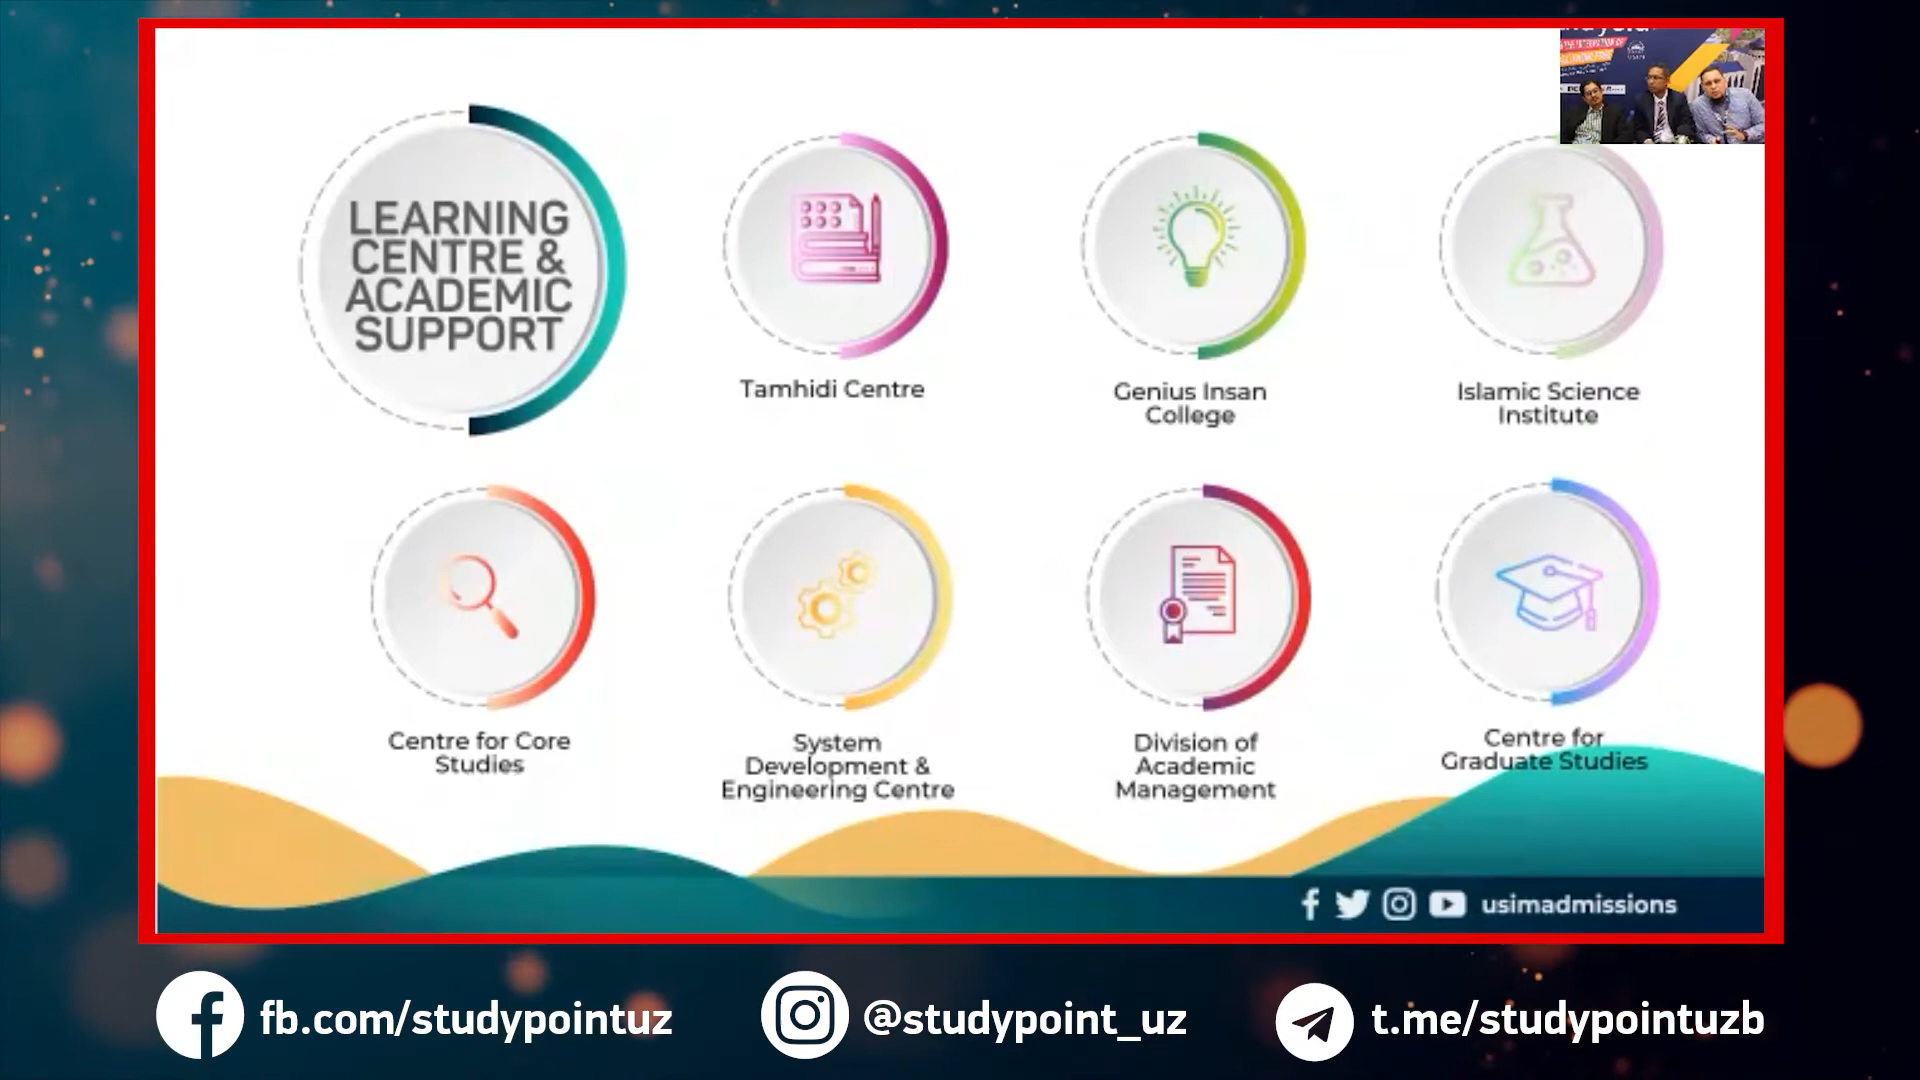 LEARNING
CENTRE &
ACADEMIC
SUPPORT
Tamhidi Centre
Genius Insan
College
Islamic Science
Institute
Centre for Core
Studies
System
Development &
Engineering Centre
Division of
Academic
Management
Centre for
Graduate Studies
usimadmissions
fb.com/studypointuz
@studypoint_uz
t.me/studypointuzb